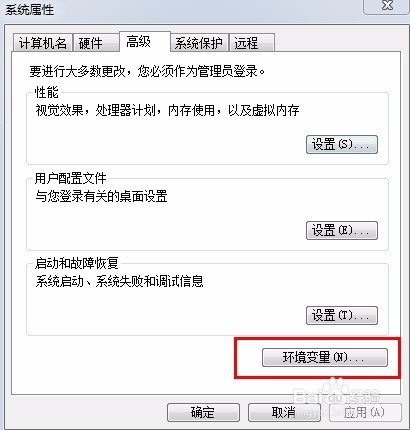 系统属性
计算机名 硬件 高级 系统保护 远程
要进行大多数更改，您必须作为管理员登录。
性能
视觉效果，处理器计划，内存使用，以及虚拟内存
设置(S)...
用户配置文件
与您登录有关的桌面设置
设置(E)...
启动和故障恢复
系统启动、系统失败和调试信息
设置(T)...
环境变量(N)...
Baidu经验
确定 取消 应用(A)